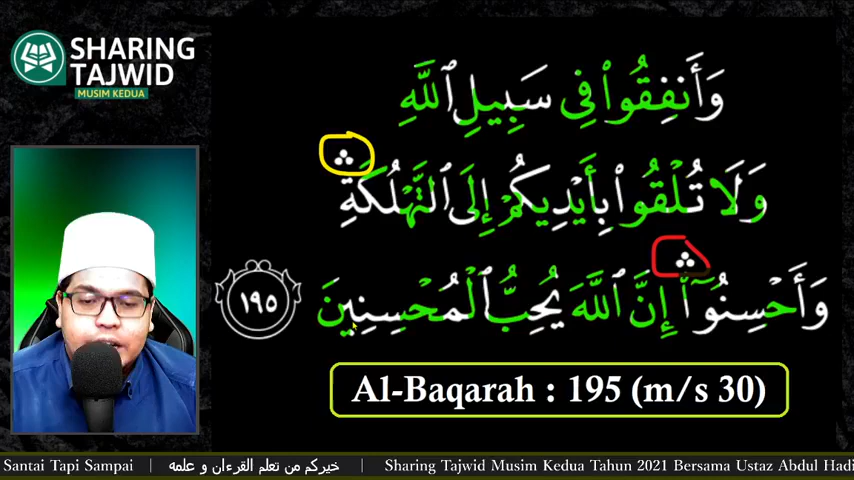 SHARING
TAJWID
MUSIM KEDUA
وَأَنفِقُوا۟ فِى سَبِيلِ ٱللَّهِ
وَلَا تُلْقُوا۟ بِأَيْدِيكُمْ إِلَى ٱلتَّهْلُكَةِ ۛ
وَأَحْسِنُوٓا۟ ۛ إِنَّ ٱللَّهَ يُحِبُّ ٱلْمُحْسِنِينَ ١٩٥
Al-Baqarah : 195 (m/s 30)
Santai Tapi Sampai | خيركم من تعلم القرءان و علمه | Sharing Tajwid Musim Kedua Tahun 2021 Bersama Ustaz Abdul Hadi